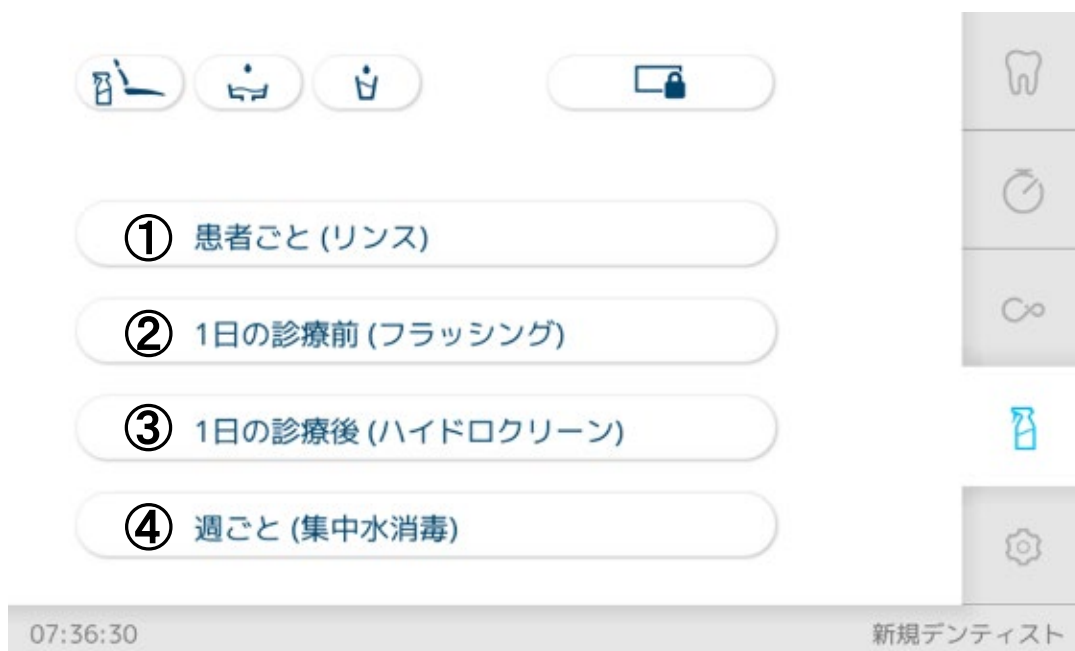 ① 患者ごと (リンス)
② 1日の診療前 (フラッシング)
③ 1日の診療後 (ハイドロクリーン)
④ 週ごと (集中水消毒)
07:36:30 新規デンティスト